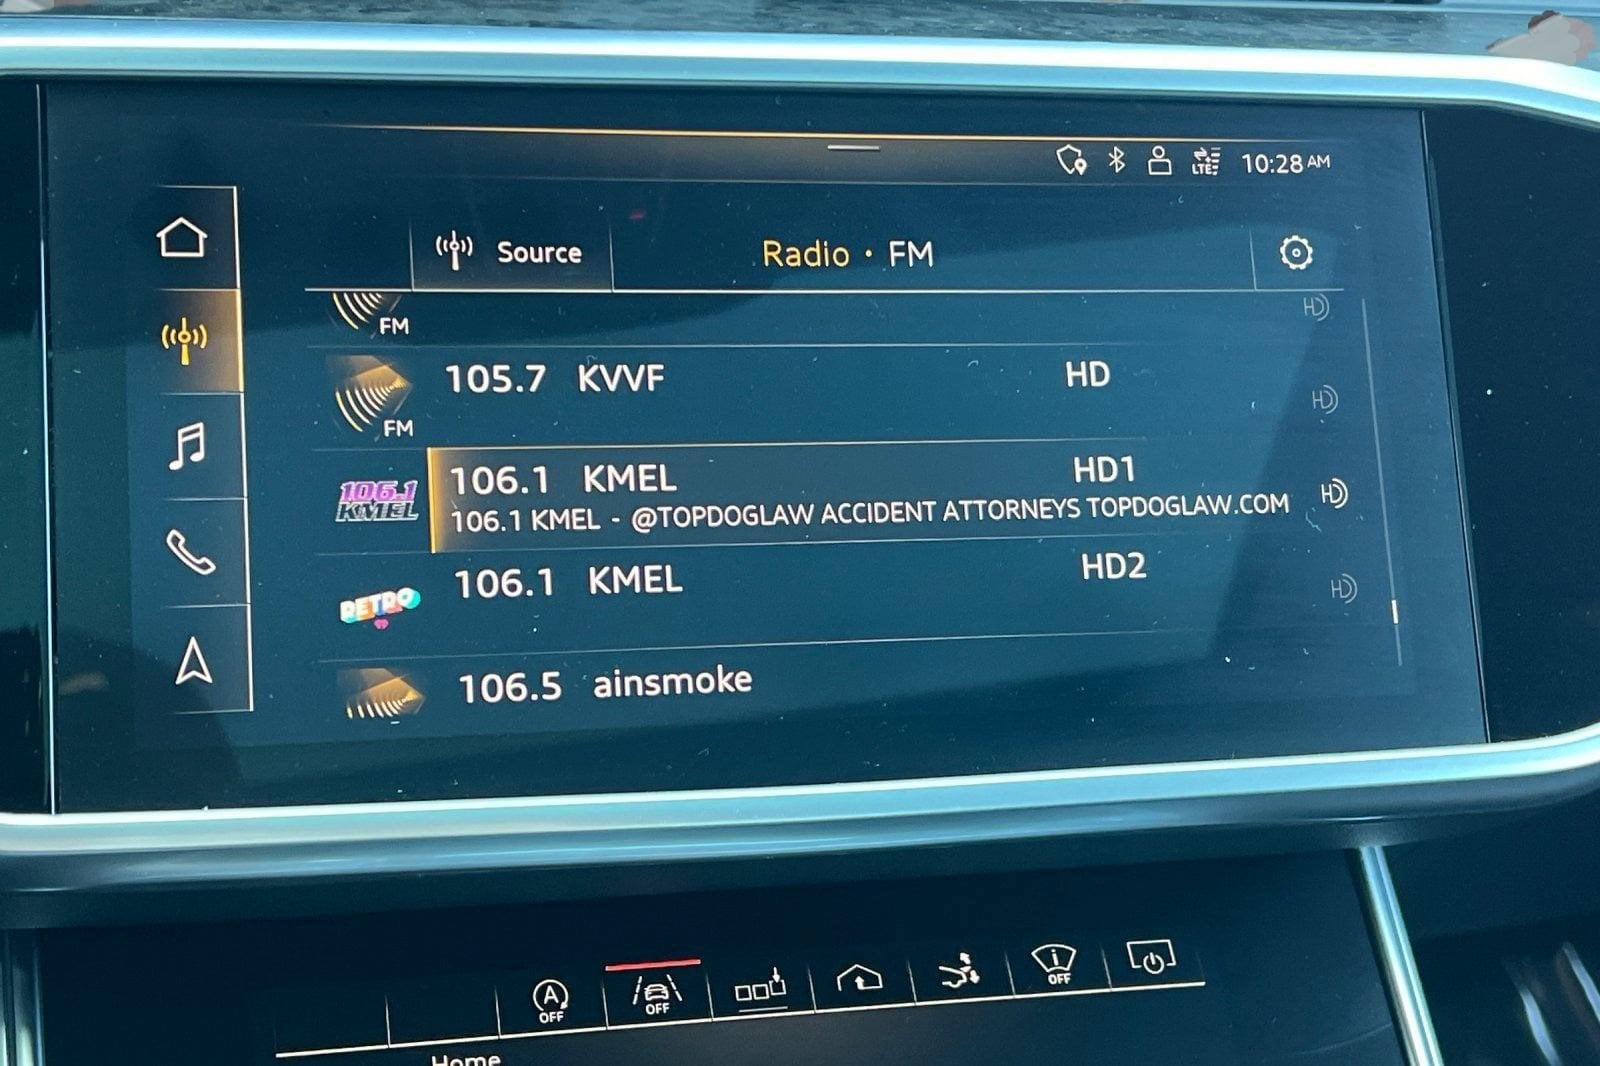 LTE 10:28 AM
Source Radio • FM
FM
105.7 KVVF HD
FM
106.1 KMEL
106.1 KMEL HD1
106.1 KMEL - @TOPDOGLAW ACCIDENT ATTORNEYS TOPDOGLAW.COM
RETRO
106.1 KMEL HD2
106.5 ainsmoke
A OFF
OFF
OFF
Home